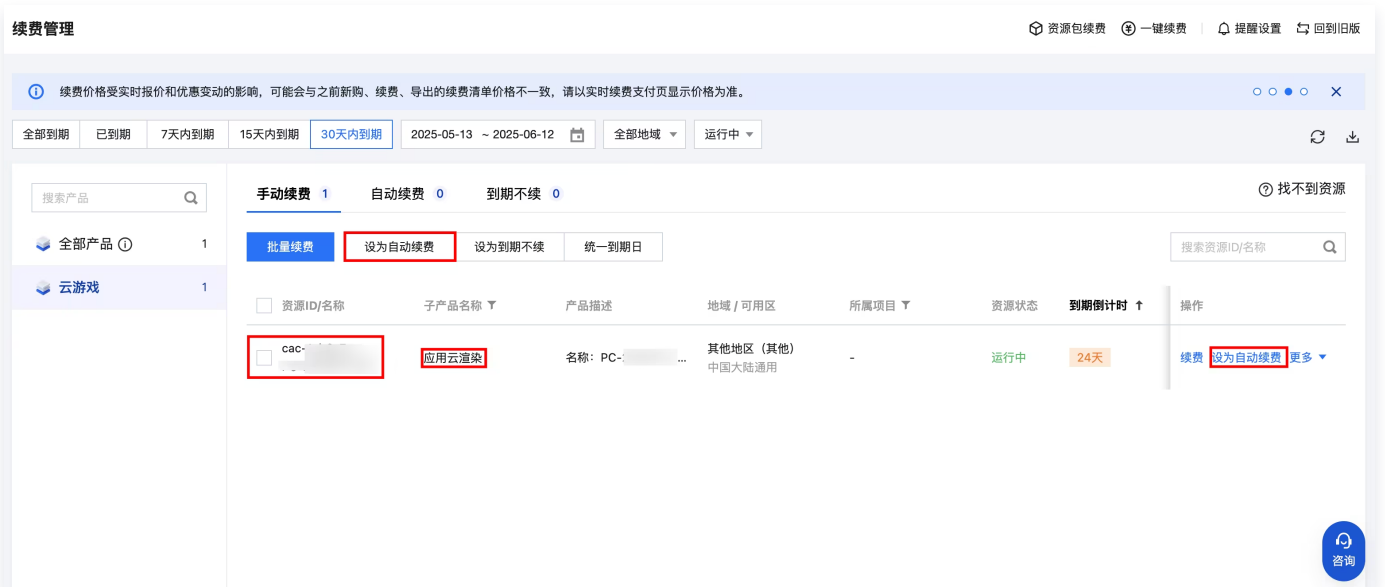 续费管理
资源包续费 一键续费 提醒设置 回到旧版
续费价格受实时报价和优惠变动的影响，可能会与之前新购、续费、导出的续费清单价格不一致，请以实时续费支付页显示价格为准。
全部到期 已到期 7天内到期 15天内到期 30天内到期 2025-05-13 ~ 2025-06-12 全部地域 运行中
搜索产品
全部产品 1
云游戏 1
手动续费 1 自动续费 0 到期不续 0 找不到资源
批量续费 设为自动续费 设为到期不续 统一到期日 搜索资源ID/名称
资源ID/名称 子产品名称 产品描述 地域 / 可用区 所属项目 资源状态 到期倒计时 操作
cac- 应用云渲染 名称：PC- ... 其他地区（其他） - 运行中 24天 续费 设为自动续费 更多
中国大陆通用
咨询